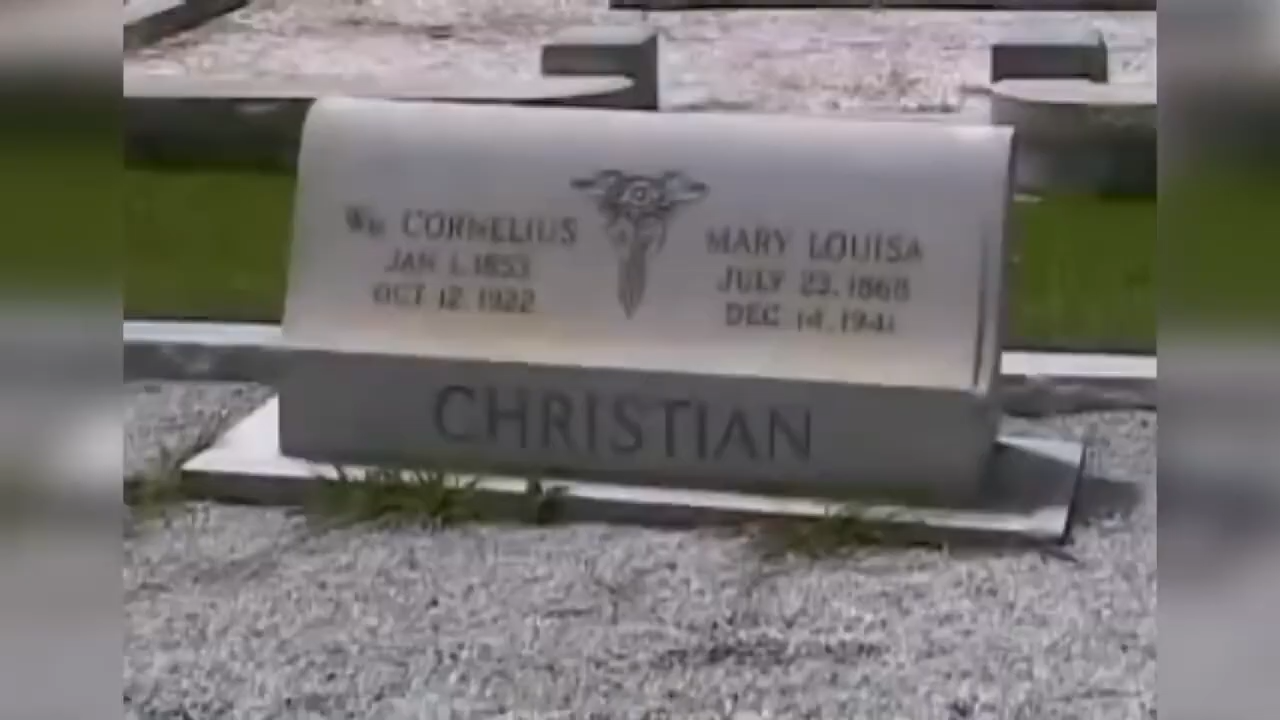 Wm CORNELIUS
JAN 1, 1853
OCT 12, 1922
MARY LOUISA
JULY 23, 1868
DEC 14, 1941
CHRISTIAN